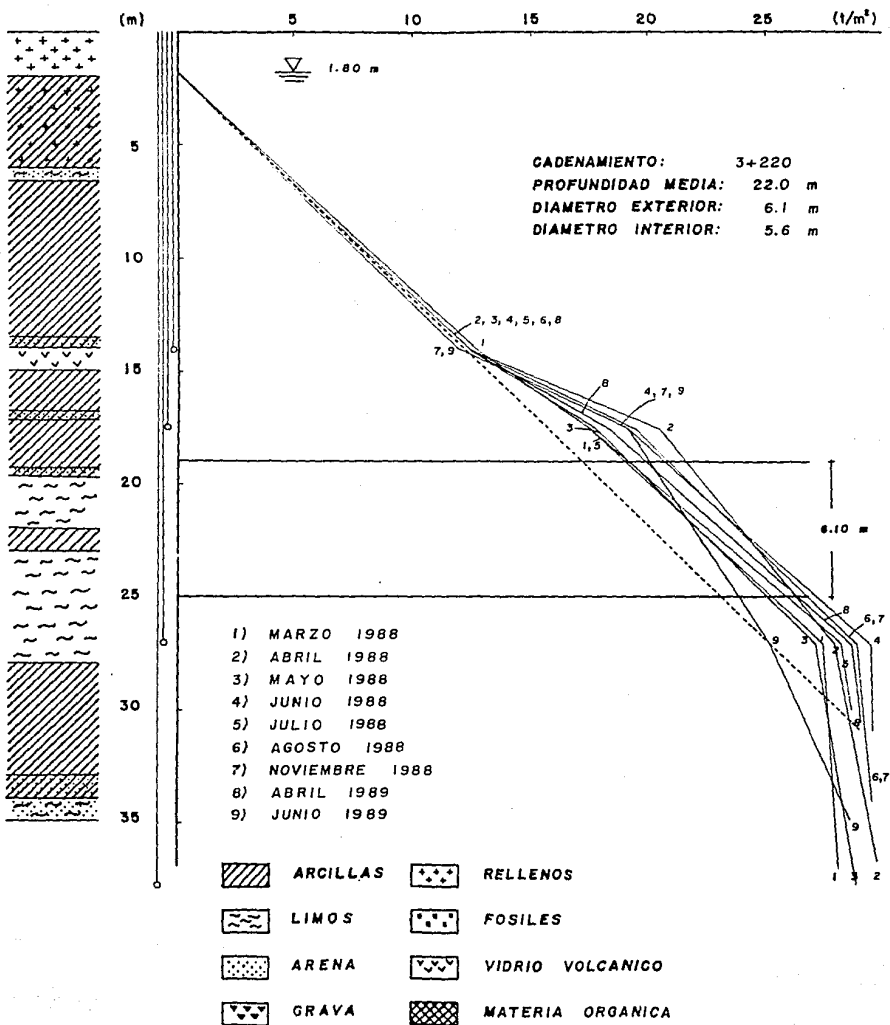 (m) 5 10 15 20 25 (t/m²)
1.80 m
5
CADENAMIENTO: 3+220
PROFUNDIDAD MEDIA: 22.0 m
DIAMETRO EXTERIOR: 6.1 m
DIAMETRO INTERIOR: 5.6 m
10
2, 3, 4, 5, 6, 8
1
7, 9
15
8
4, 7, 9
2
3
1, 5
20
6.10 m
25
8
6, 7
9
3
1
2
5
4
1) MARZO 1988
2) ABRIL 1988
3) MAYO 1988
4) JUNIO 1988
5) JULIO 1988
6) AGOSTO 1988
7) NOVIEMBRE 1988
8) ABRIL 1989
9) JUNIO 1989
30
8
6, 7
35
9
1
3
2
ARCILLAS
RELLENOS
LIMOS
FOSILES
ARENA
VIDRIO VOLCANICO
GRAVA
MATERIA ORGANICA